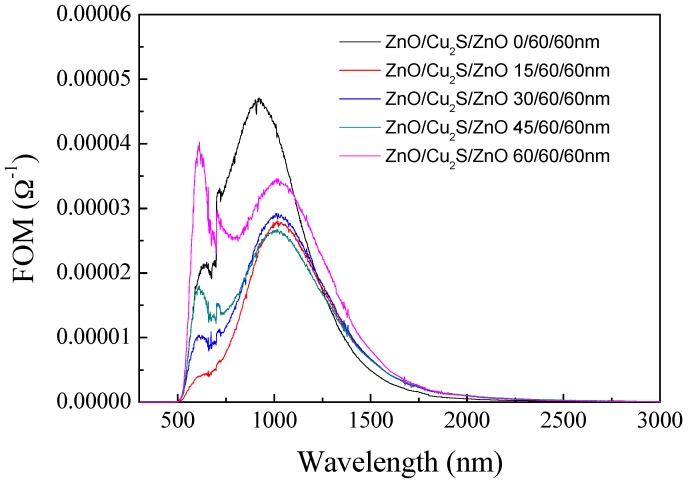 0.00006
0.00005
0.00004
0.00003
0.00002
0.00001
0.00000
FOM (Ω⁻¹)
ZnO/Cu₂S/ZnO 0/60/60nm
ZnO/Cu₂S/ZnO 15/60/60nm
ZnO/Cu₂S/ZnO 30/60/60nm
ZnO/Cu₂S/ZnO 45/60/60nm
ZnO/Cu₂S/ZnO 60/60/60nm
500 1000 1500 2000 2500 3000
Wavelength (nm)